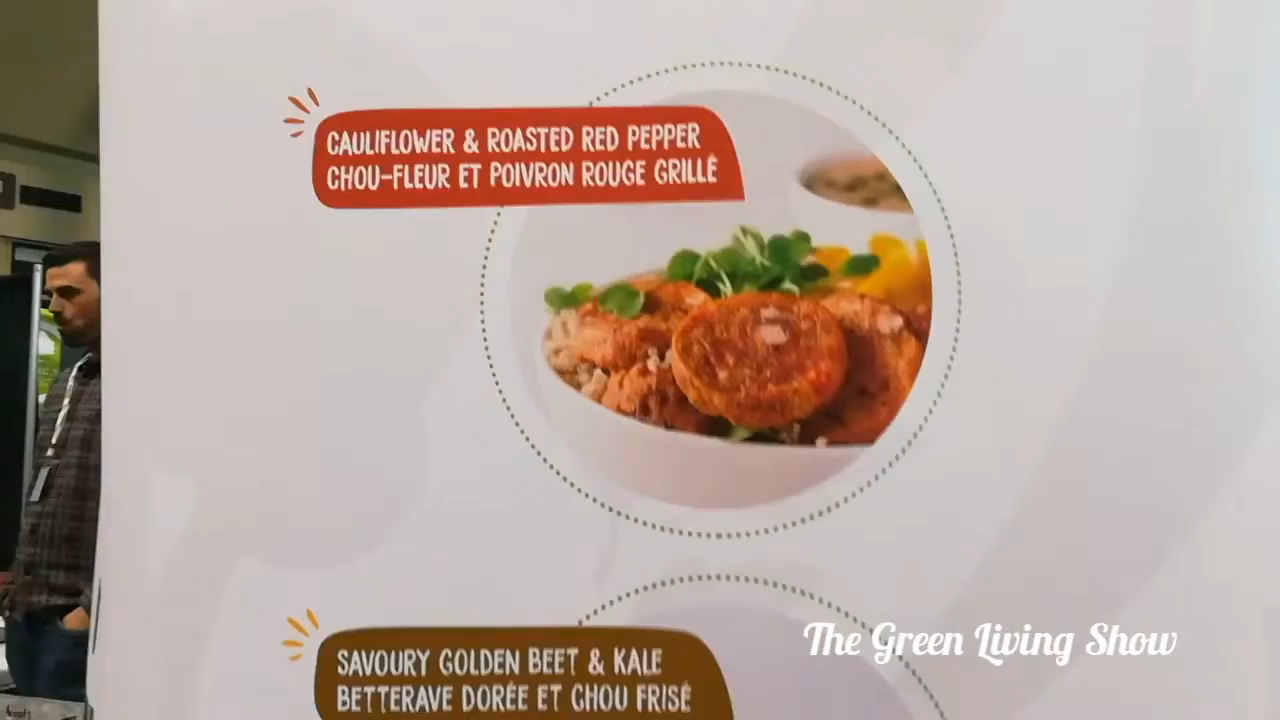 CAULIFLOWER & ROASTED RED PEPPER
CHOU-FLEUR ET POIVRON ROUGE GRILLÉ
SAVOURY GOLDEN BEET & KALE
BETTERAVE DORÉE ET CHOU FRISÉ
The Green Living Show